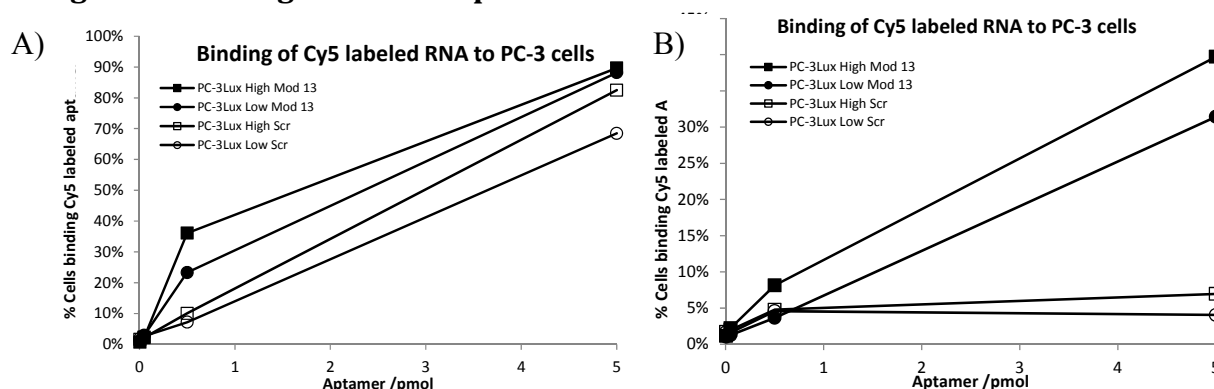 A)
Binding of Cy5 labeled RNA to PC-3 cells
PC-3Lux High Mod 13
PC-3Lux Low Mod 13
PC-3Lux High Scr
PC-3Lux Low Scr
% Cells binding Cy5 labeled apt
100%
90%
80%
70%
60%
50%
40%
30%
20%
10%
0%
0 1 2 3 4 5
Aptamer /pmol
B)
Binding of Cy5 labeled RNA to PC-3 cells
PC-3Lux High Mod 13
PC-3Lux Low Mod 13
PC-3Lux High Scr
PC-3Lux Low Scr
% Cells binding Cy5 labeled A
30%
25%
20%
15%
10%
5%
0%
0 1 2 3 4 5
Aptamer /pmol